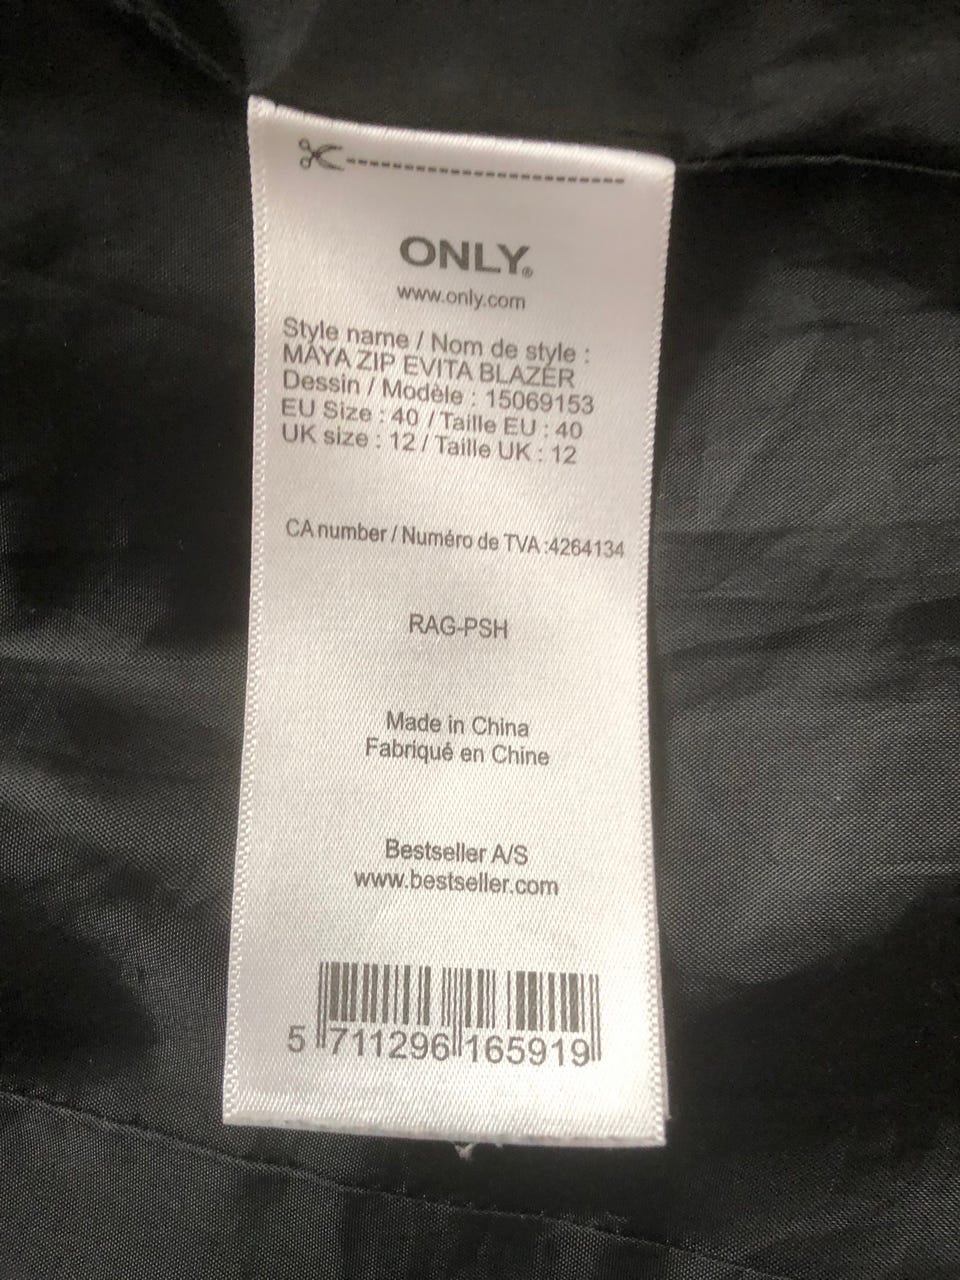 ONLY®
www.only.com
Style name / Nom de style :
MAYA ZIP EVITA BLAZER
Dessin / Modèle : 15069153
EU Size : 40 / Taille EU : 40
UK size : 12 / Taille UK : 12
CA number / Numéro de TVA :4264134
RAG-PSH
Made in China
Fabriqué en Chine
Bestseller A/S
www.bestseller.com
5 711296 165919